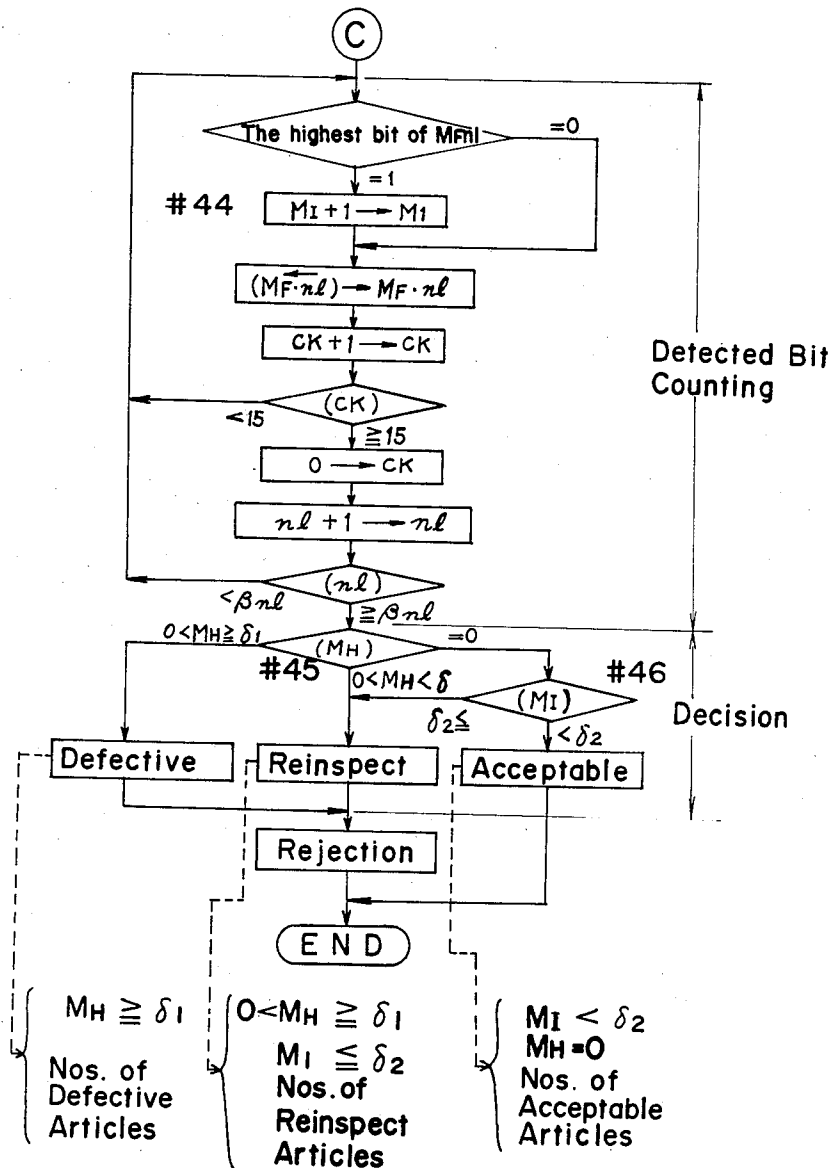 C
The highest bit of MFnl
=0
=1
#44
MI + 1 → M1
(MF·nl) → MF·nl
CK + 1 → CK
(CK)
<15
≧15
0 → CK
nl + 1 → nl
(nl)
<βnl
≧βnl
Detected Bit
Counting
0<MH≧δ1
(MH)
=0
#45
0<MH<δ
#46
(MI)
δ2≦
<δ2
Decision
Defective
Reinspect
Acceptable
Rejection
END
MH ≧ δ1
Nos. of
Defective
Articles
0<MH ≧ δ1
M1 ≦ δ2
Nos. of
Reinspect
Articles
MI < δ2
MH=0
Nos. of
Acceptable
Articles